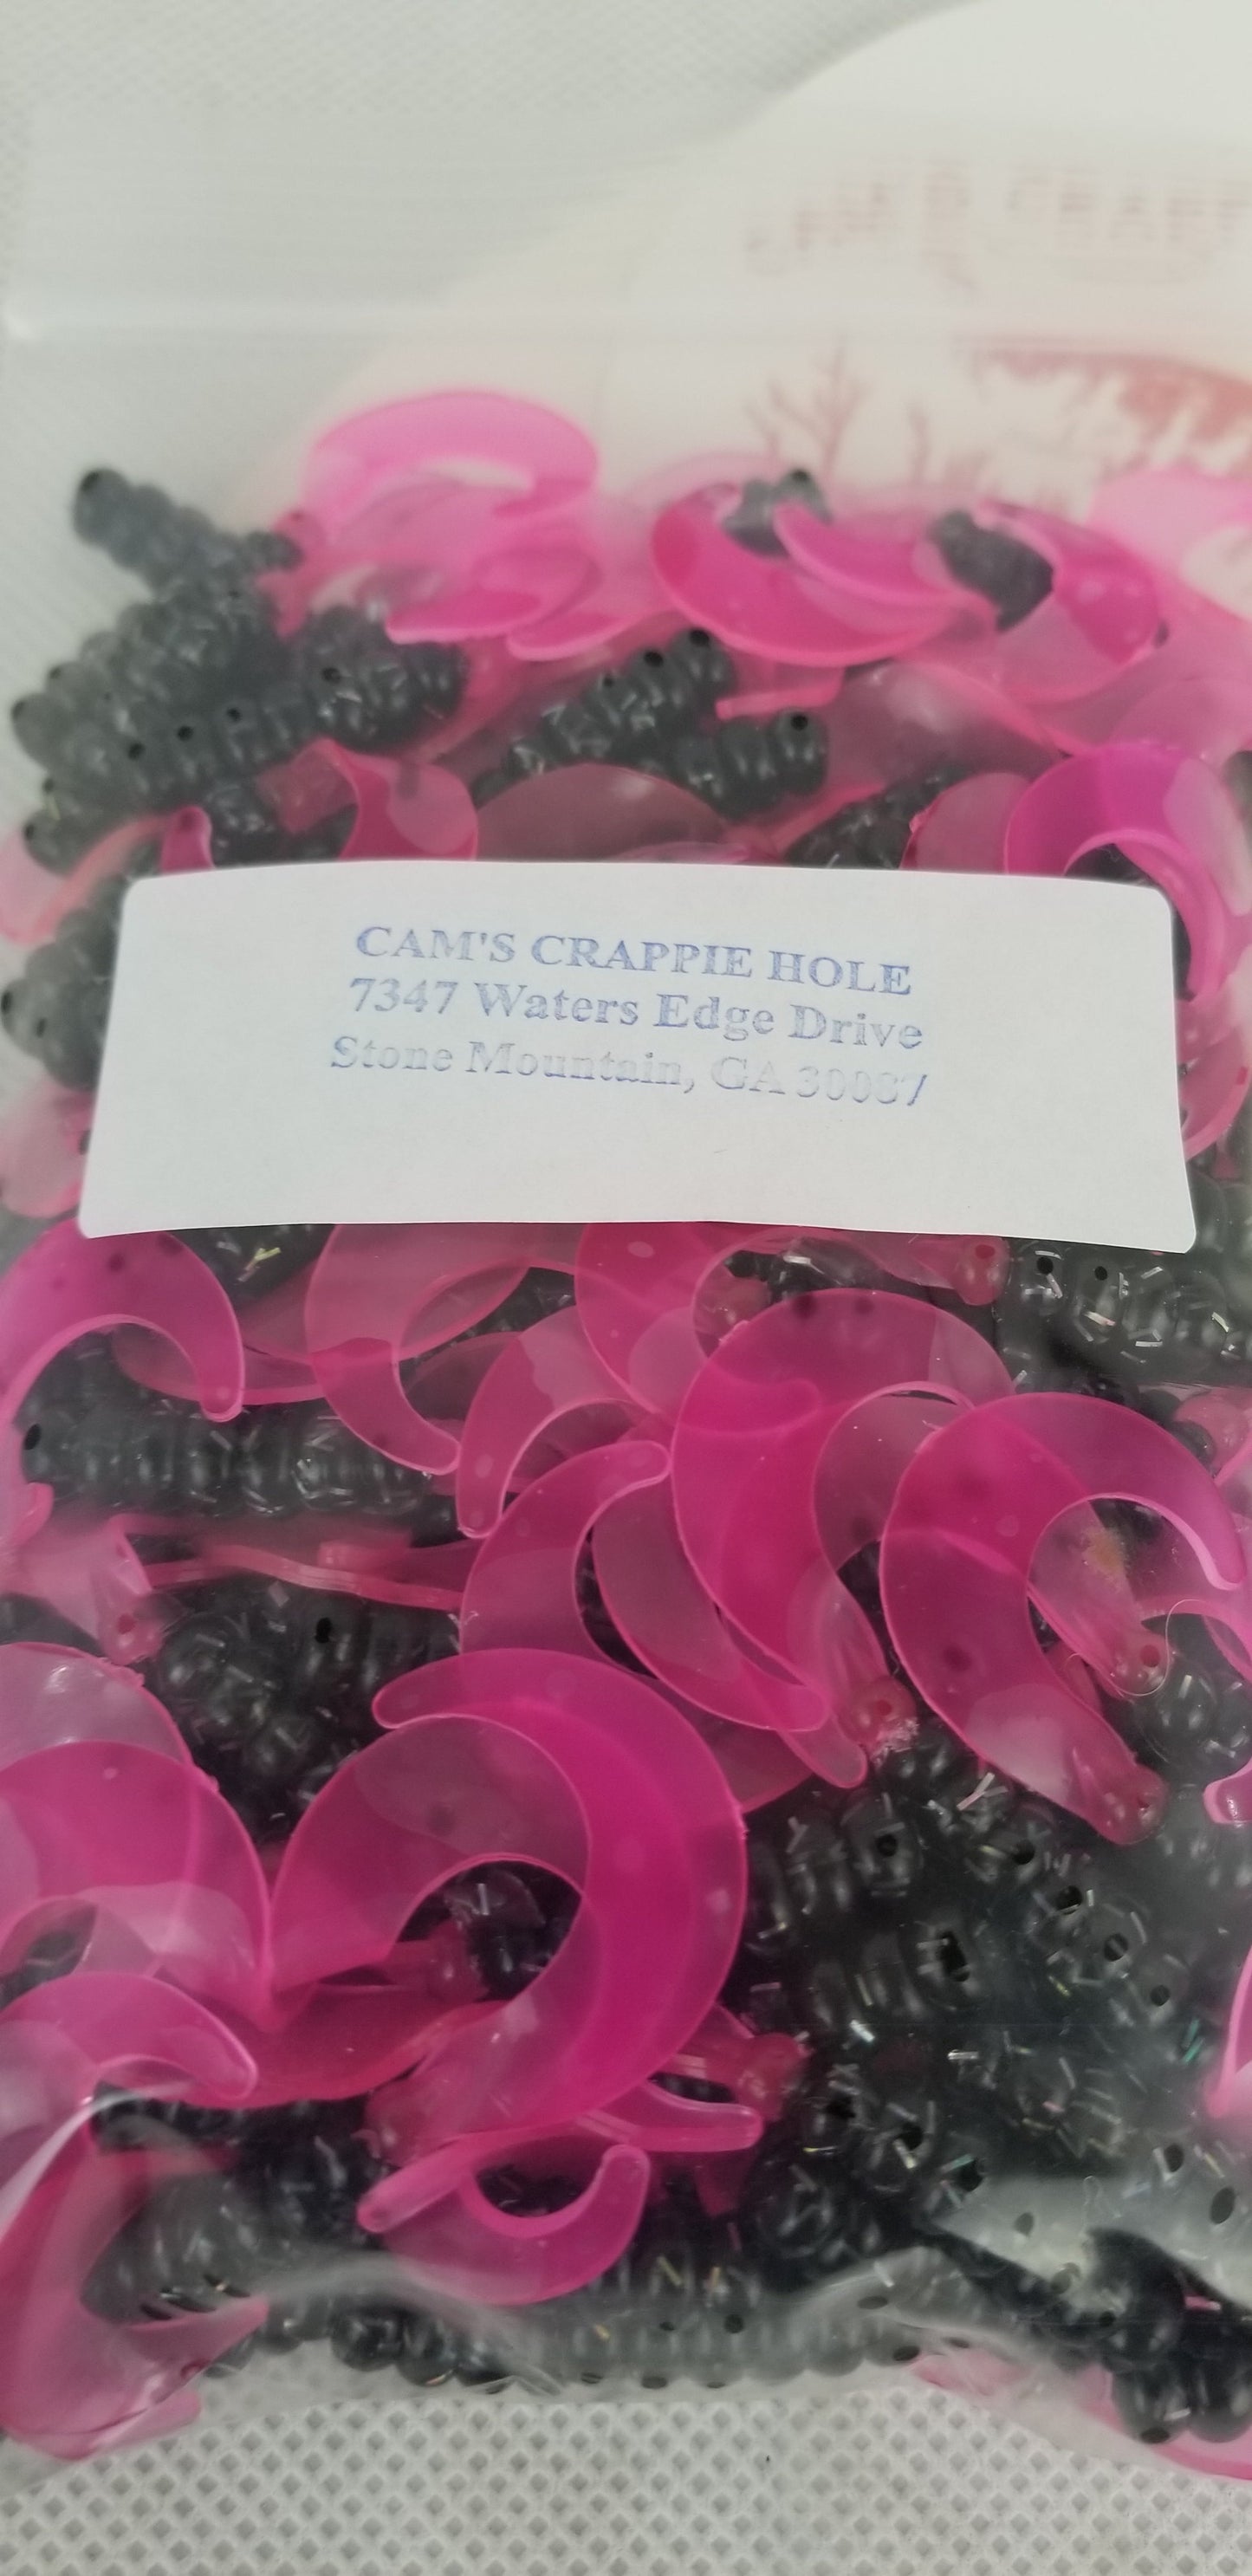 CAM'S CRAPPIE HOLE
7347 Waters Edge Drive
Stone Mountain, GA 30087